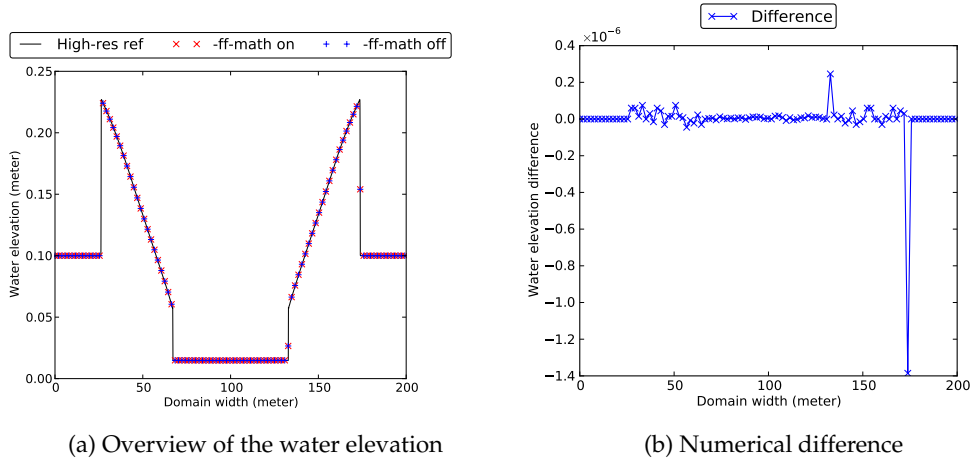 High-res ref   -ff-math on   -ff-math off
0.25
0.20
0.15
0.10
0.05
0.00
Water elevation (meter)
0 50 100 150 200
Domain width (meter)
(a) Overview of the water elevation
Difference
×10⁻⁶
0.4
0.2
0.0
−0.2
−0.4
−0.6
−0.8
−1.0
−1.2
−1.4
Water elevation difference
0 50 100 150 200
Domain width (meter)
(b) Numerical difference